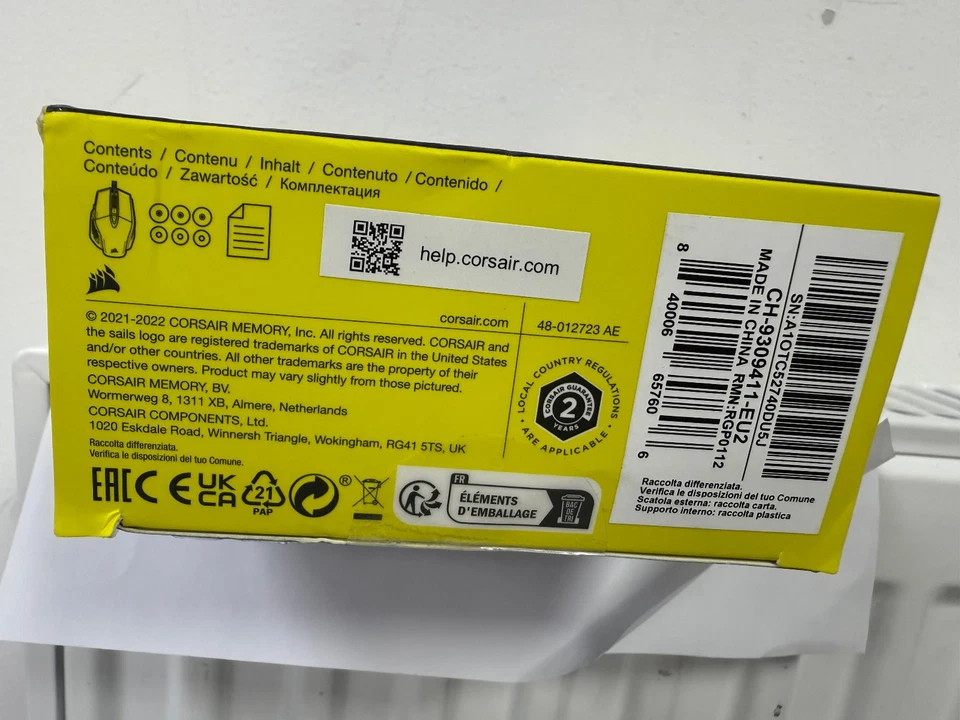 Contents / Contenu / Inhalt / Contenuto / Contenido /
Conteúdo / Zawartość / Комплектация
help.corsair.com
corsair.com
48-012723 AE
© 2021-2022 CORSAIR MEMORY, Inc. All rights reserved. CORSAIR and
the sails logo are registered trademarks of CORSAIR in the United States
and/or other countries. All other trademarks are the property of their
respective owners. Product may vary slightly from those pictured.
CORSAIR MEMORY, BV.
Wormerweg 8, 1311 XB, Almere, Netherlands
CORSAIR COMPONENTS, Ltd.
1020 Eskdale Road, Winnersh Triangle, Wokingham, RG41 5TS, UK
Raccolta differenziata.
Verifica le disposizioni del tuo Comune.
LOCAL COUNTRY REGULATIONS
• ARE APPLICABLE •
CORSAIR GUARANTEE
2
YEARS
EAC CE UK
CA
21
PAP
®
FR
ÉLÉMENTS
D'EMBALLAGE
BAC
DE
TRI
SN:A10TC52740DU5J
CH-9309411-EU2
MADE IN CHINA RMN:RGP0112
8 40006 65760 6
Raccolta differenziata.
Verifica le disposizioni del tuo Comune
Scatola esterna: raccolta carta.
Supporto interno: raccolta plastica